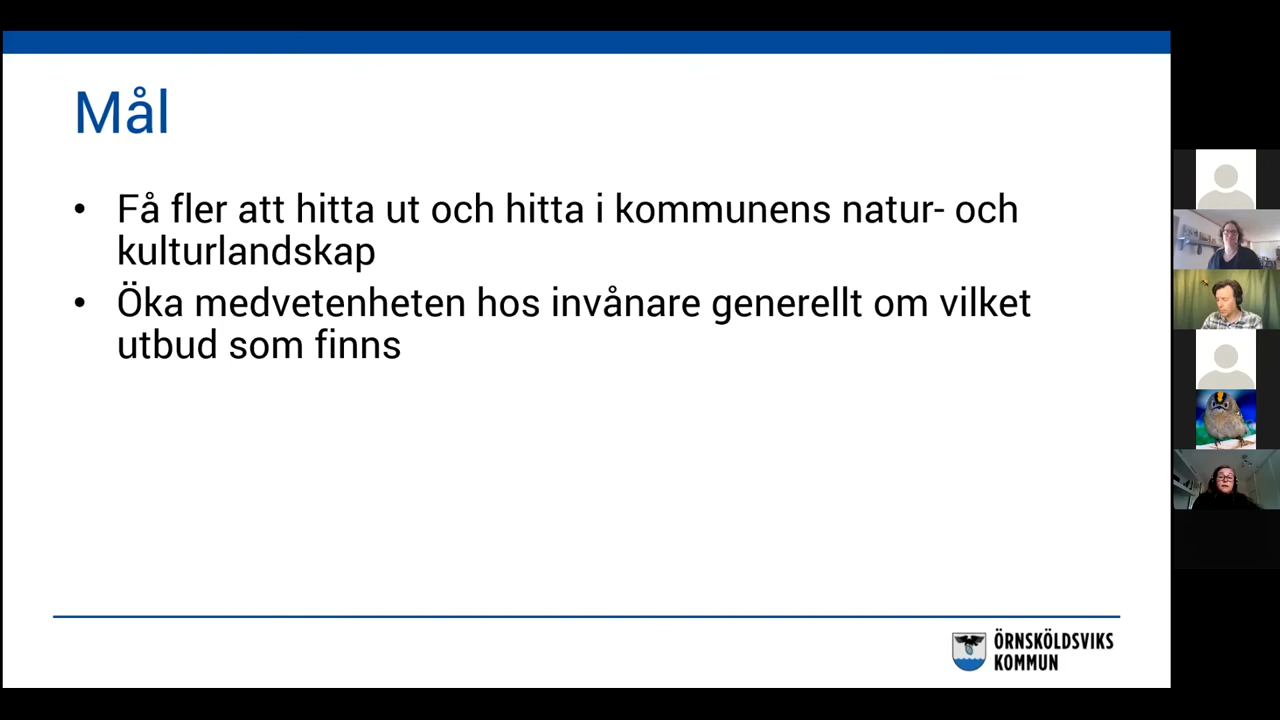 Mål
• Få fler att hitta ut och hitta i kommunens natur- och
kulturlandskap
• Öka medvetenheten hos invånare generellt om vilket
utbud som finns
ÖRNSKÖLDSVIKS
KOMMUN